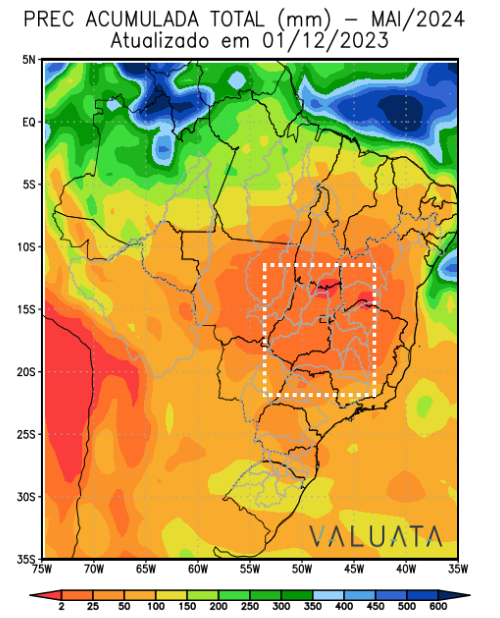 PREC ACUMULADA TOTAL (mm) – MAI/2024
Atualizado em 01/12/2023
5N
EQ
5S
10S
15S
20S
25S
30S
35S
VALUATA
75W 70W 65W 60W 55W 50W 45W 40W 35W
2 25 50 100 150 200 250 300 350 400 450 500 600